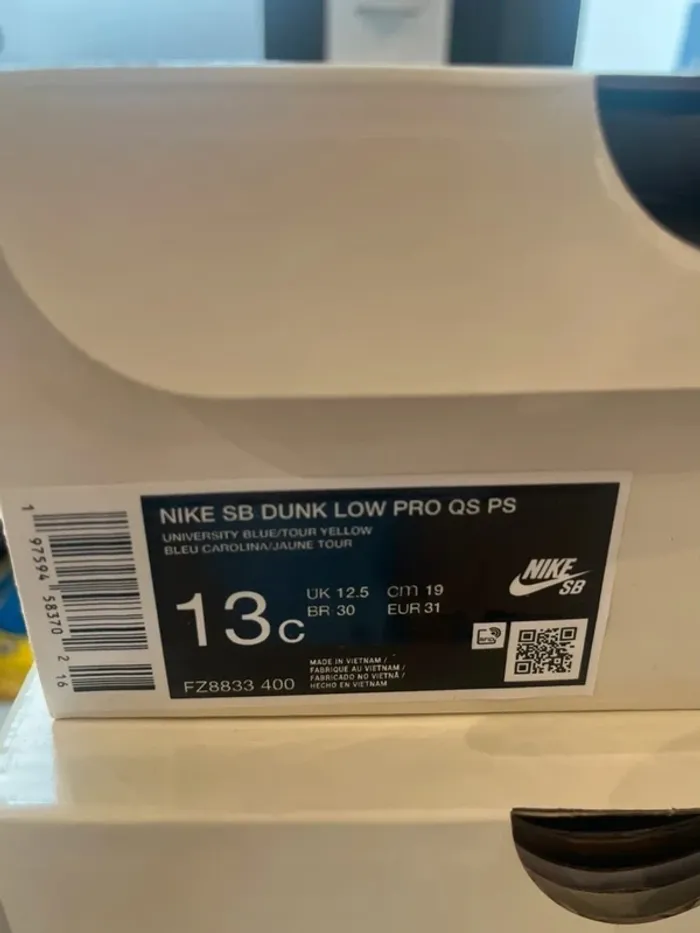 NIKE SB DUNK LOW PRO QS PS
UNIVERSITY BLUE/TOUR YELLOW
BLEU CAROLINA/JAUNE TOUR
13C
UK 12.5 cm 19
BR 30 EUR 31
NIKE
SB
FZ8833 400
MADE IN VIETNAM /
FABRIQUE AU VIETNAM /
FABRICADO NO VIETNÃ /
HECHO EN VIETNAM
1 97594 58370 2 16